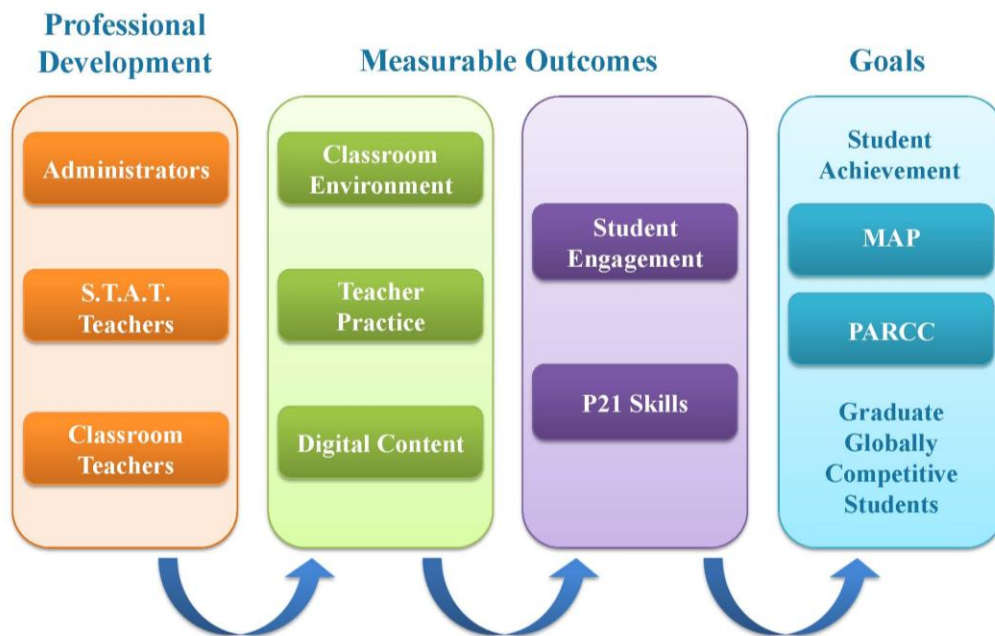 Professional
Development
Measurable Outcomes
Goals
Administrators
S.T.A.T.
Teachers
Classroom
Teachers
Classroom
Environment
Teacher
Practice
Digital Content
Student
Engagement
P21 Skills
Student
Achievement
MAP
PARCC
Graduate
Globally
Competitive
Students